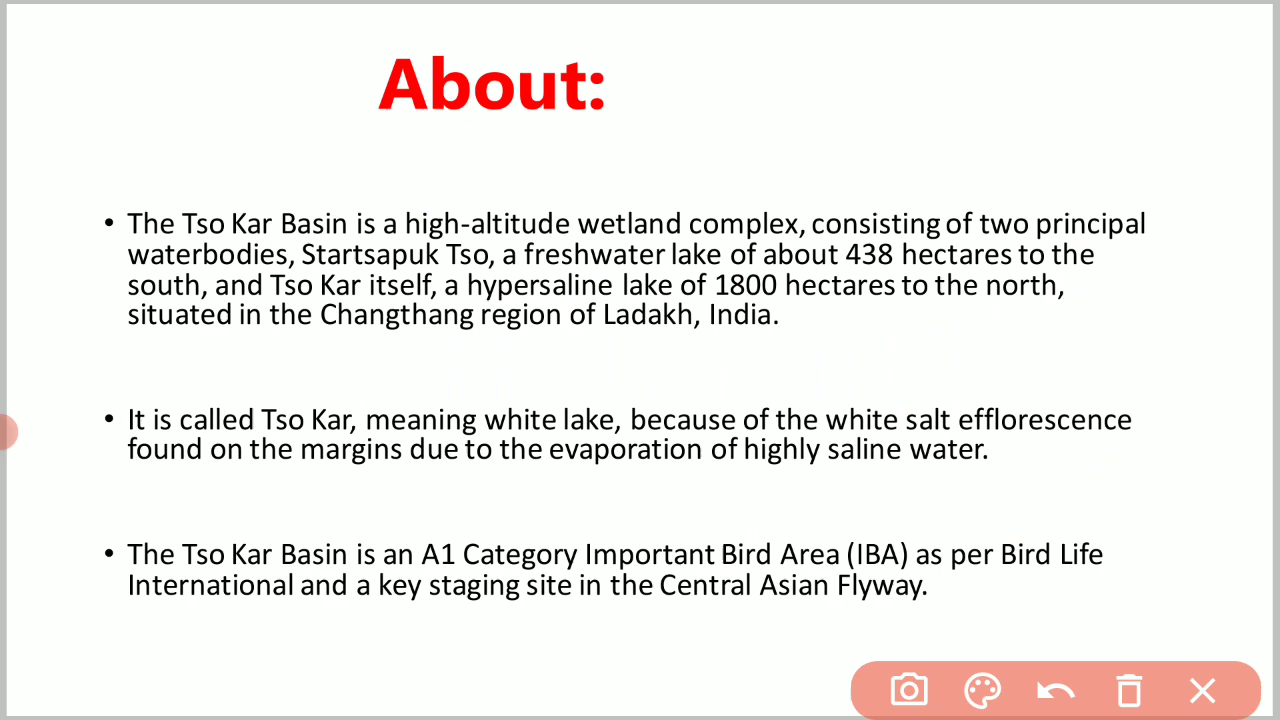 About:
• The Tso Kar Basin is a high-altitude wetland complex, consisting of two principal
waterbodies, Startsapuk Tso, a freshwater lake of about 438 hectares to the
south, and Tso Kar itself, a hypersaline lake of 1800 hectares to the north,
situated in the Changthang region of Ladakh, India.
• It is called Tso Kar, meaning white lake, because of the white salt efflorescence
found on the margins due to the evaporation of highly saline water.
• The Tso Kar Basin is an A1 Category Important Bird Area (IBA) as per Bird Life
International and a key staging site in the Central Asian Flyway.